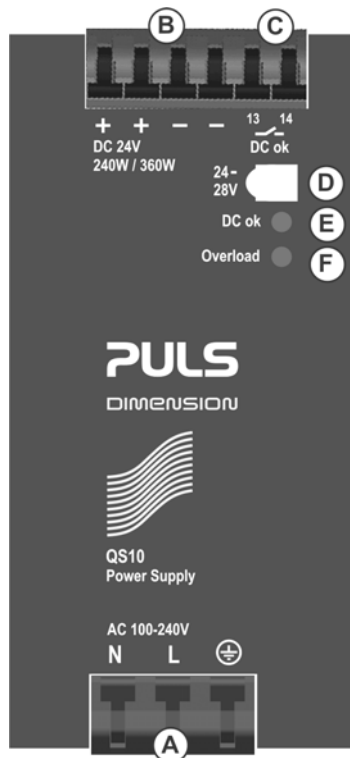 B C
+ + – – 13 14
DC 24V DC ok
240W / 360W
24-
28V D
DC ok E
Overload F
PULS
DIMENSION
QS10
Power Supply
AC 100-240V
N L
A